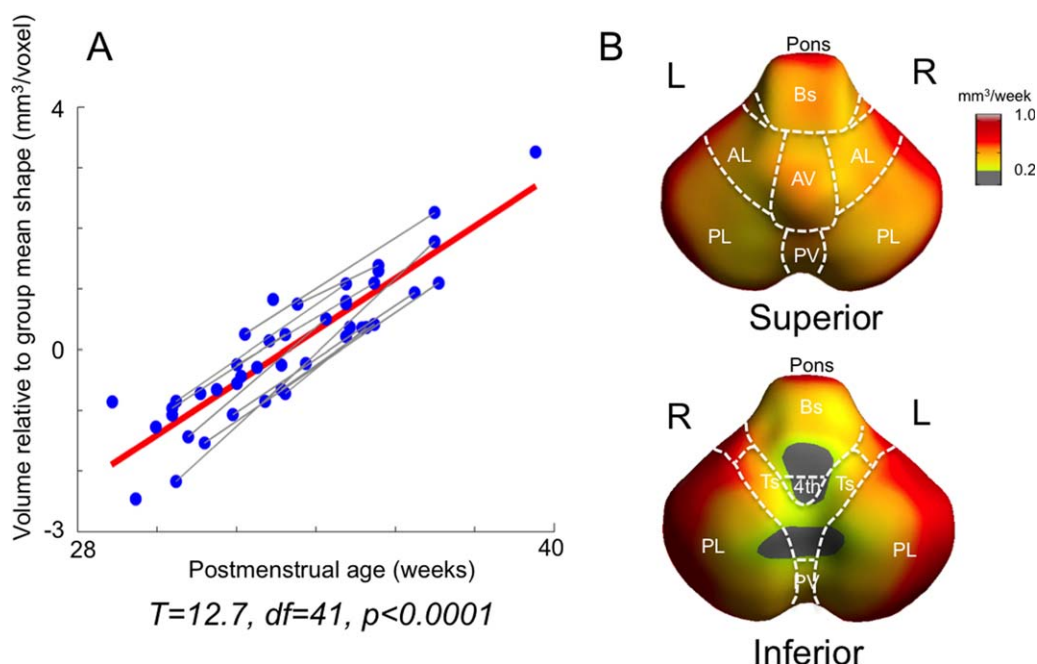 A
Volume relative to group mean shape (mm³/voxel)
4
0
-3
28
40
Postmenstrual age (weeks)
T=12.7, df=41, p<0.0001
B
Pons
L
R
Bs
mm³/week
1.0
0.2
AL
AL
AV
PL
PL
PV
Superior
Pons
R
L
Bs
Ts
4th
Ts
PL
PL
PV
Inferior